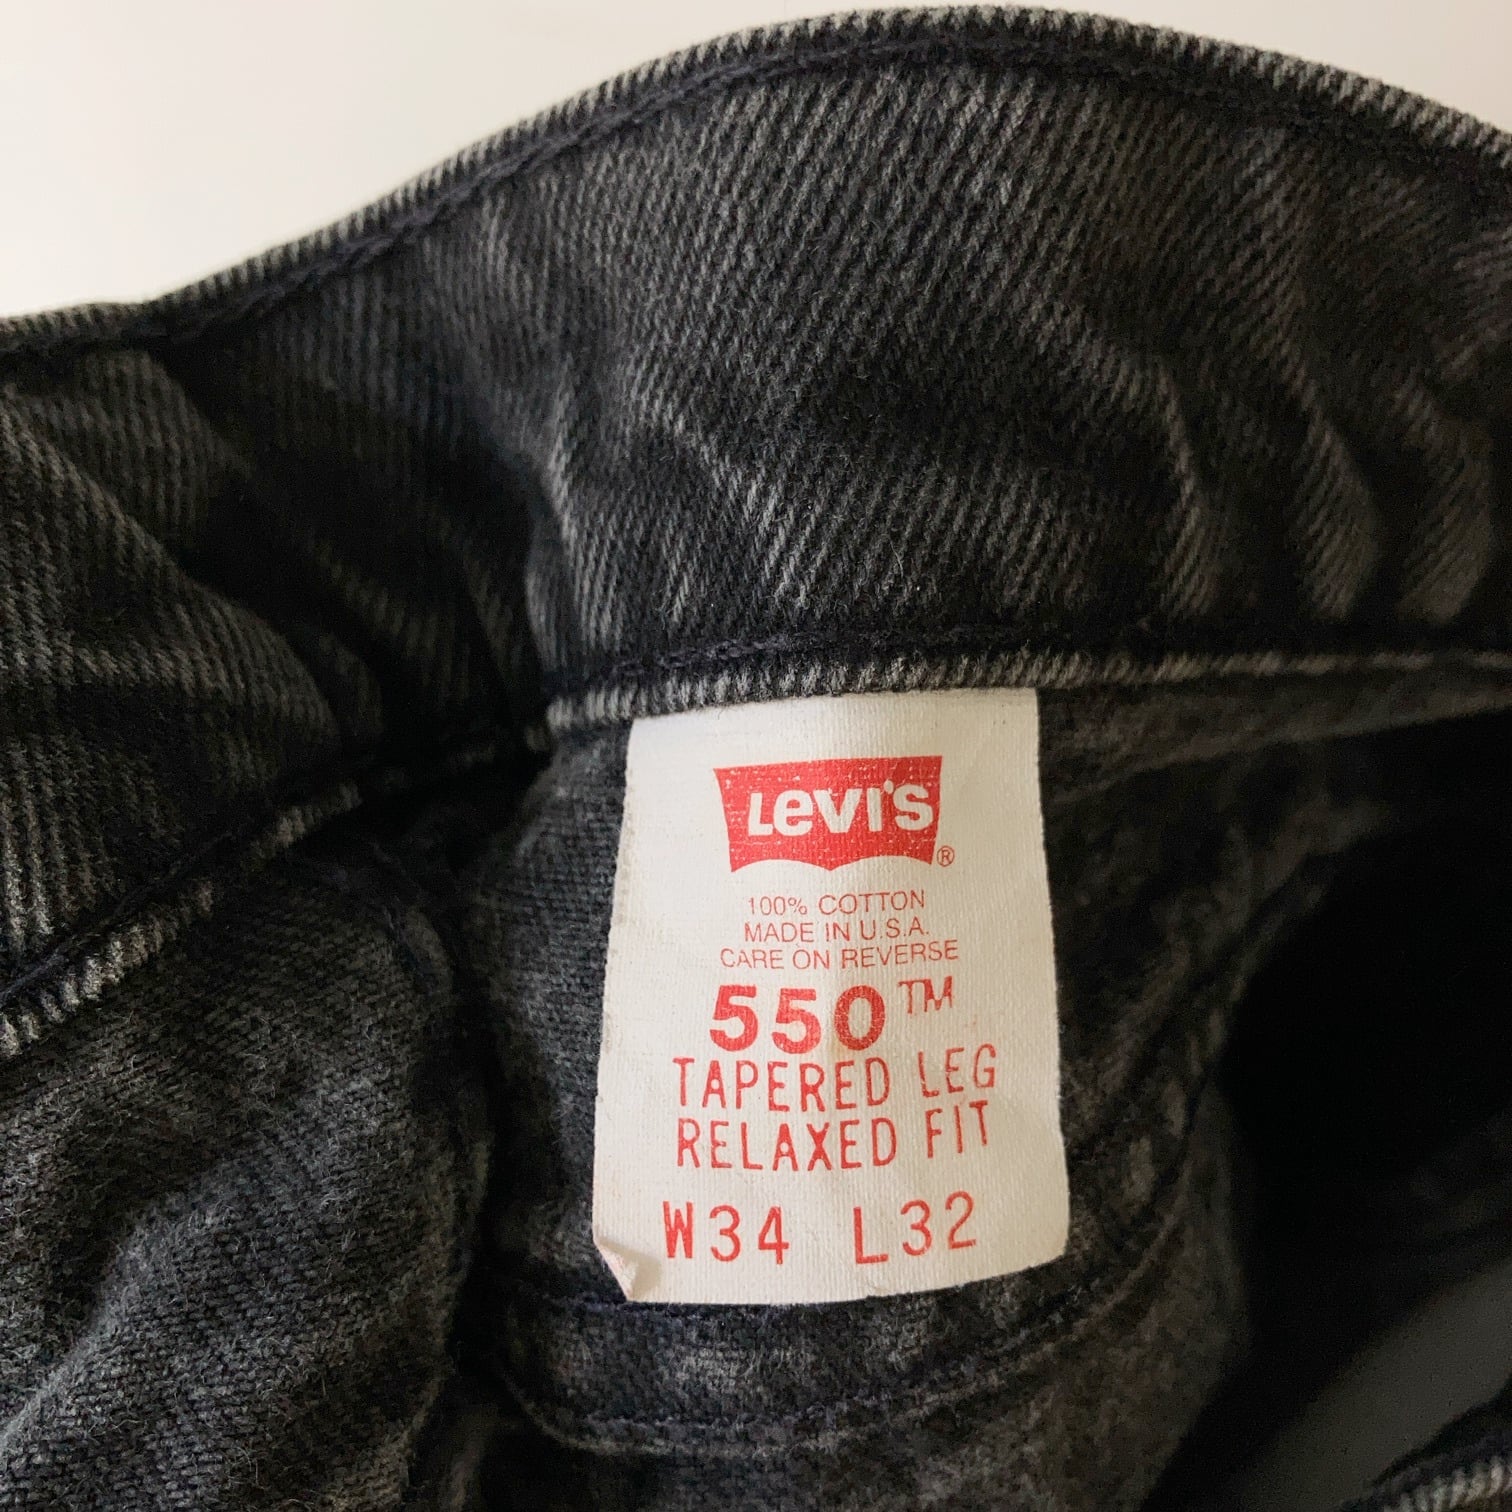 LEVI'S
®
100% COTTON
MADE IN U.S.A.
CARE ON REVERSE
550™
TAPERED LEG
RELAXED FIT
W34 L32